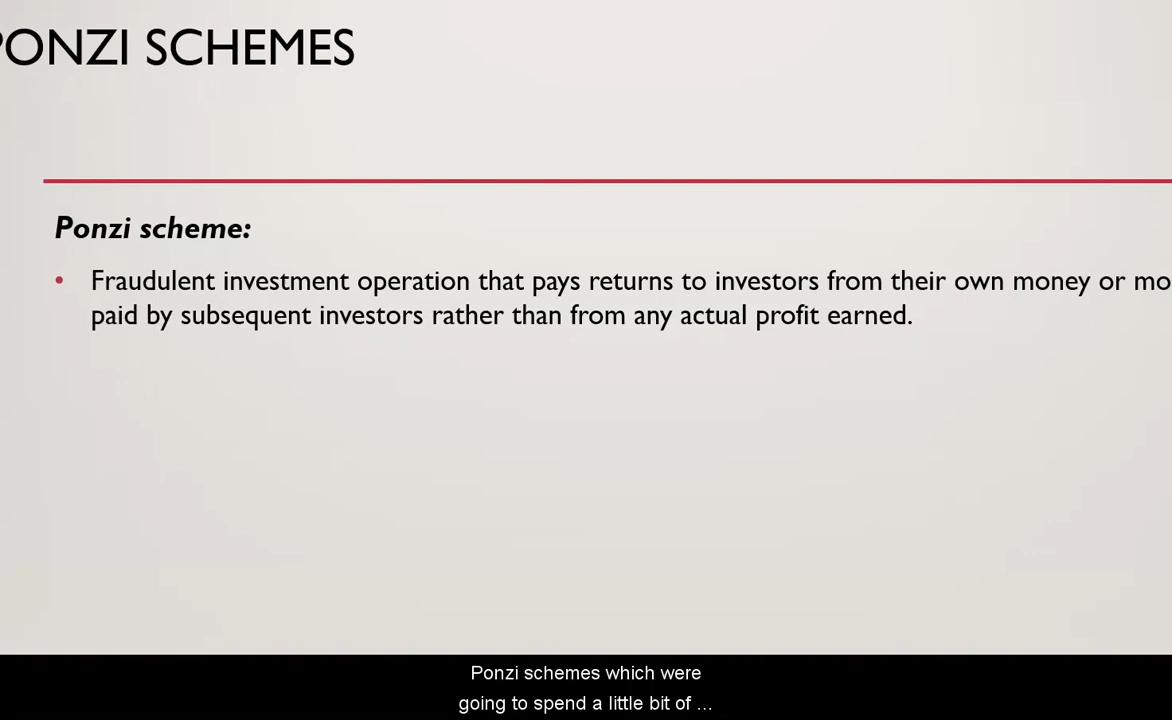 PONZI SCHEMES
Ponzi scheme:
• Fraudulent investment operation that pays returns to investors from their own money or mo
paid by subsequent investors rather than from any actual profit earned.
Ponzi schemes which were
going to spend a little bit of ...